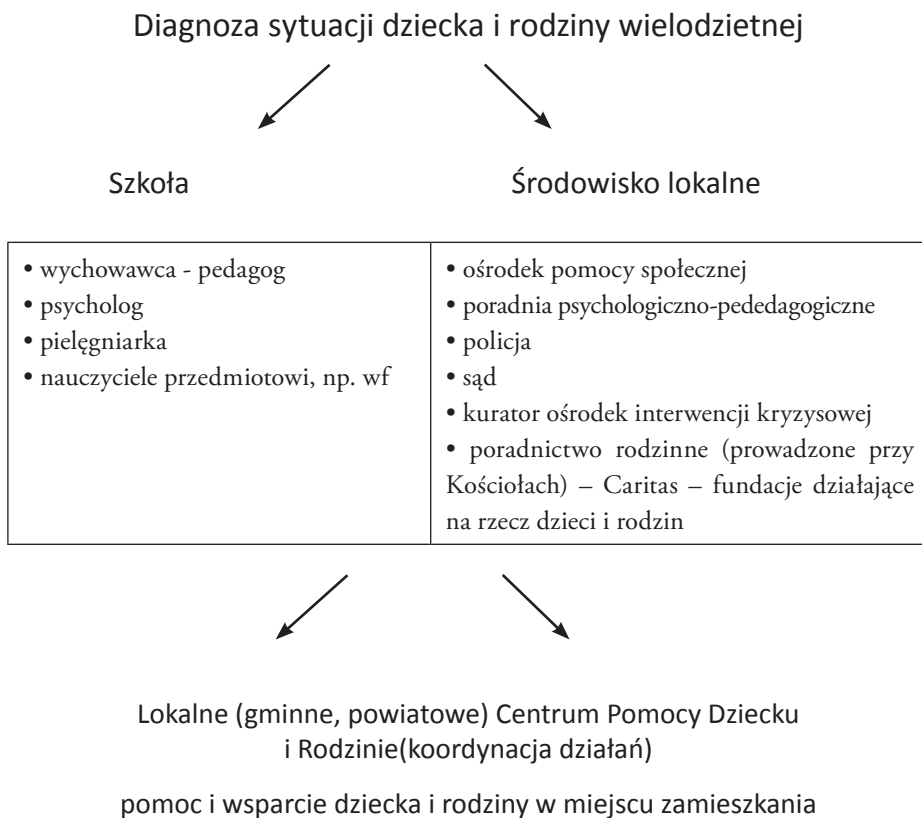 Diagnoza sytuacji dziecka i rodziny wielodzietnej
Szkoła
Środowisko lokalne
• wychowawca - pedagog
• psycholog
• pielęgniarka
• nauczyciele przedmiotowi, np. wf
• ośrodek pomocy społecznej
• poradnia psychologiczno-pededagogiczne
• policja
• sąd
• kurator ośrodek interwencji kryzysowej
• poradnictwo rodzinne (prowadzone przy
Kościołach) – Caritas – fundacje działające
na rzecz dzieci i rodzin
Lokalne (gminne, powiatowe) Centrum Pomocy Dziecku
i Rodzinie(koordynacja działań)
pomoc i wsparcie dziecka i rodziny w miejscu zamieszkania